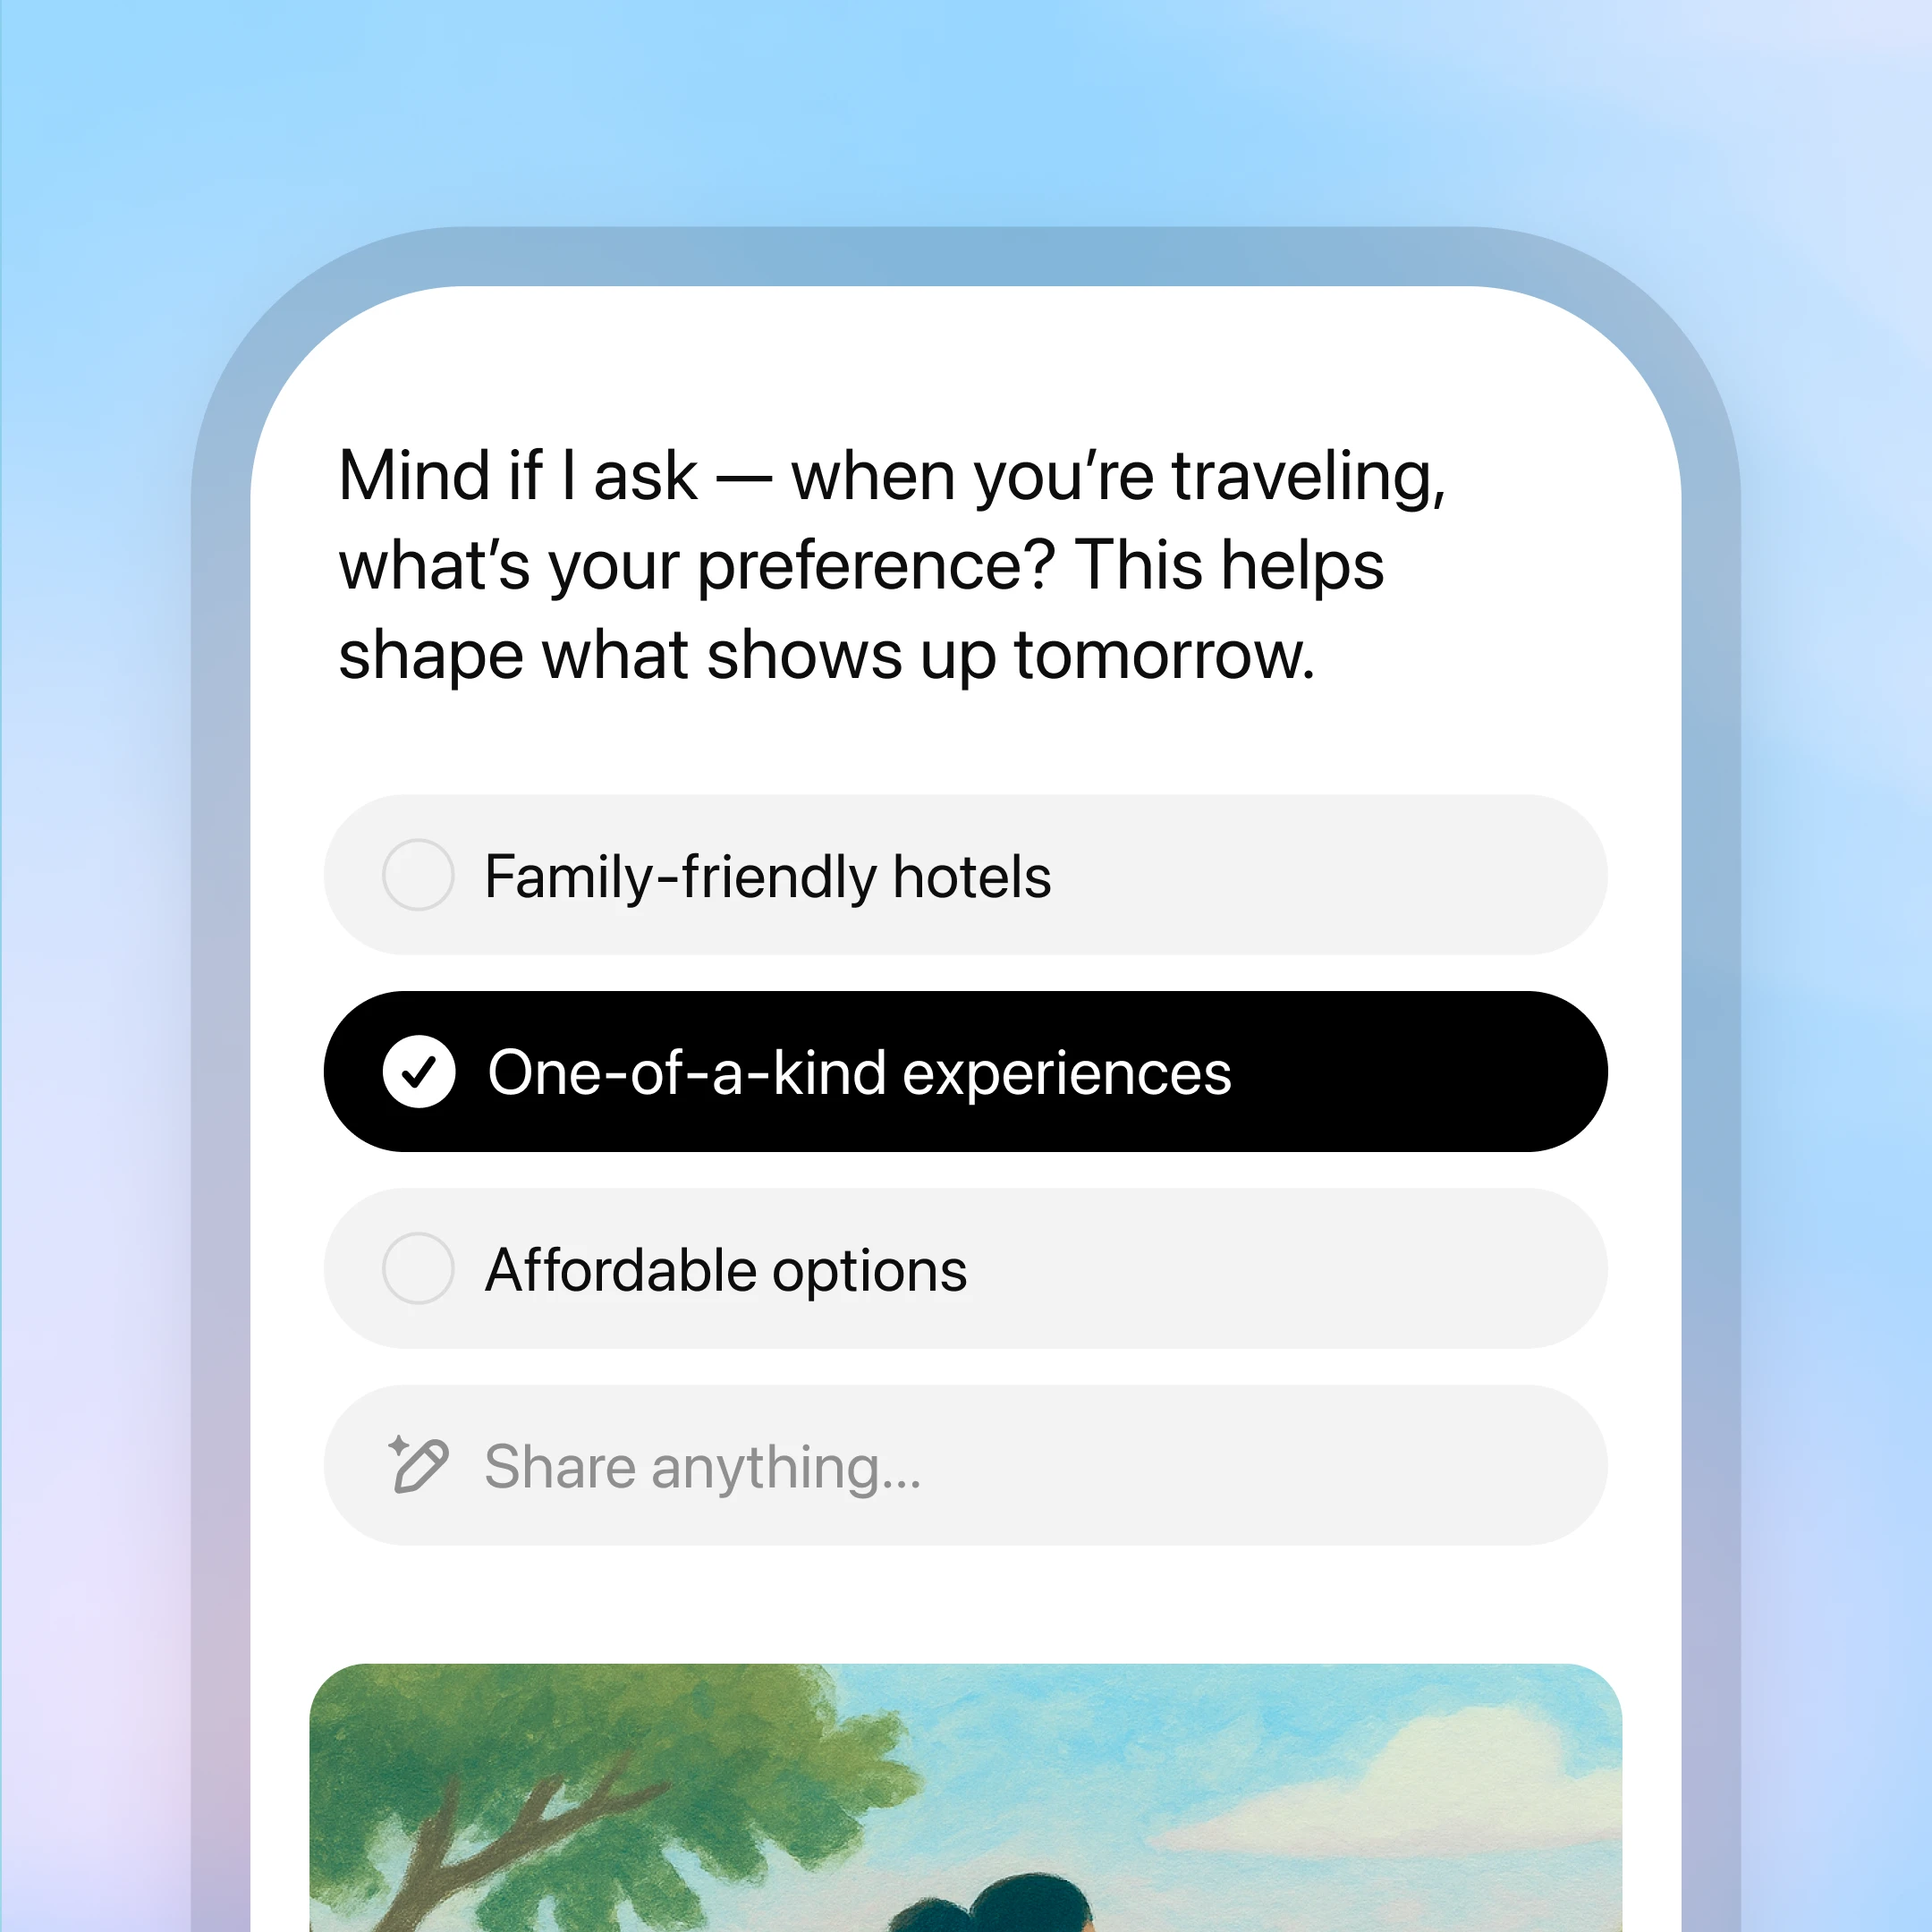 Mind if I ask — when you’re traveling,
what’s your preference? This helps
shape what shows up tomorrow.
Family-friendly hotels
One-of-a-kind experiences
Affordable options
Share anything...